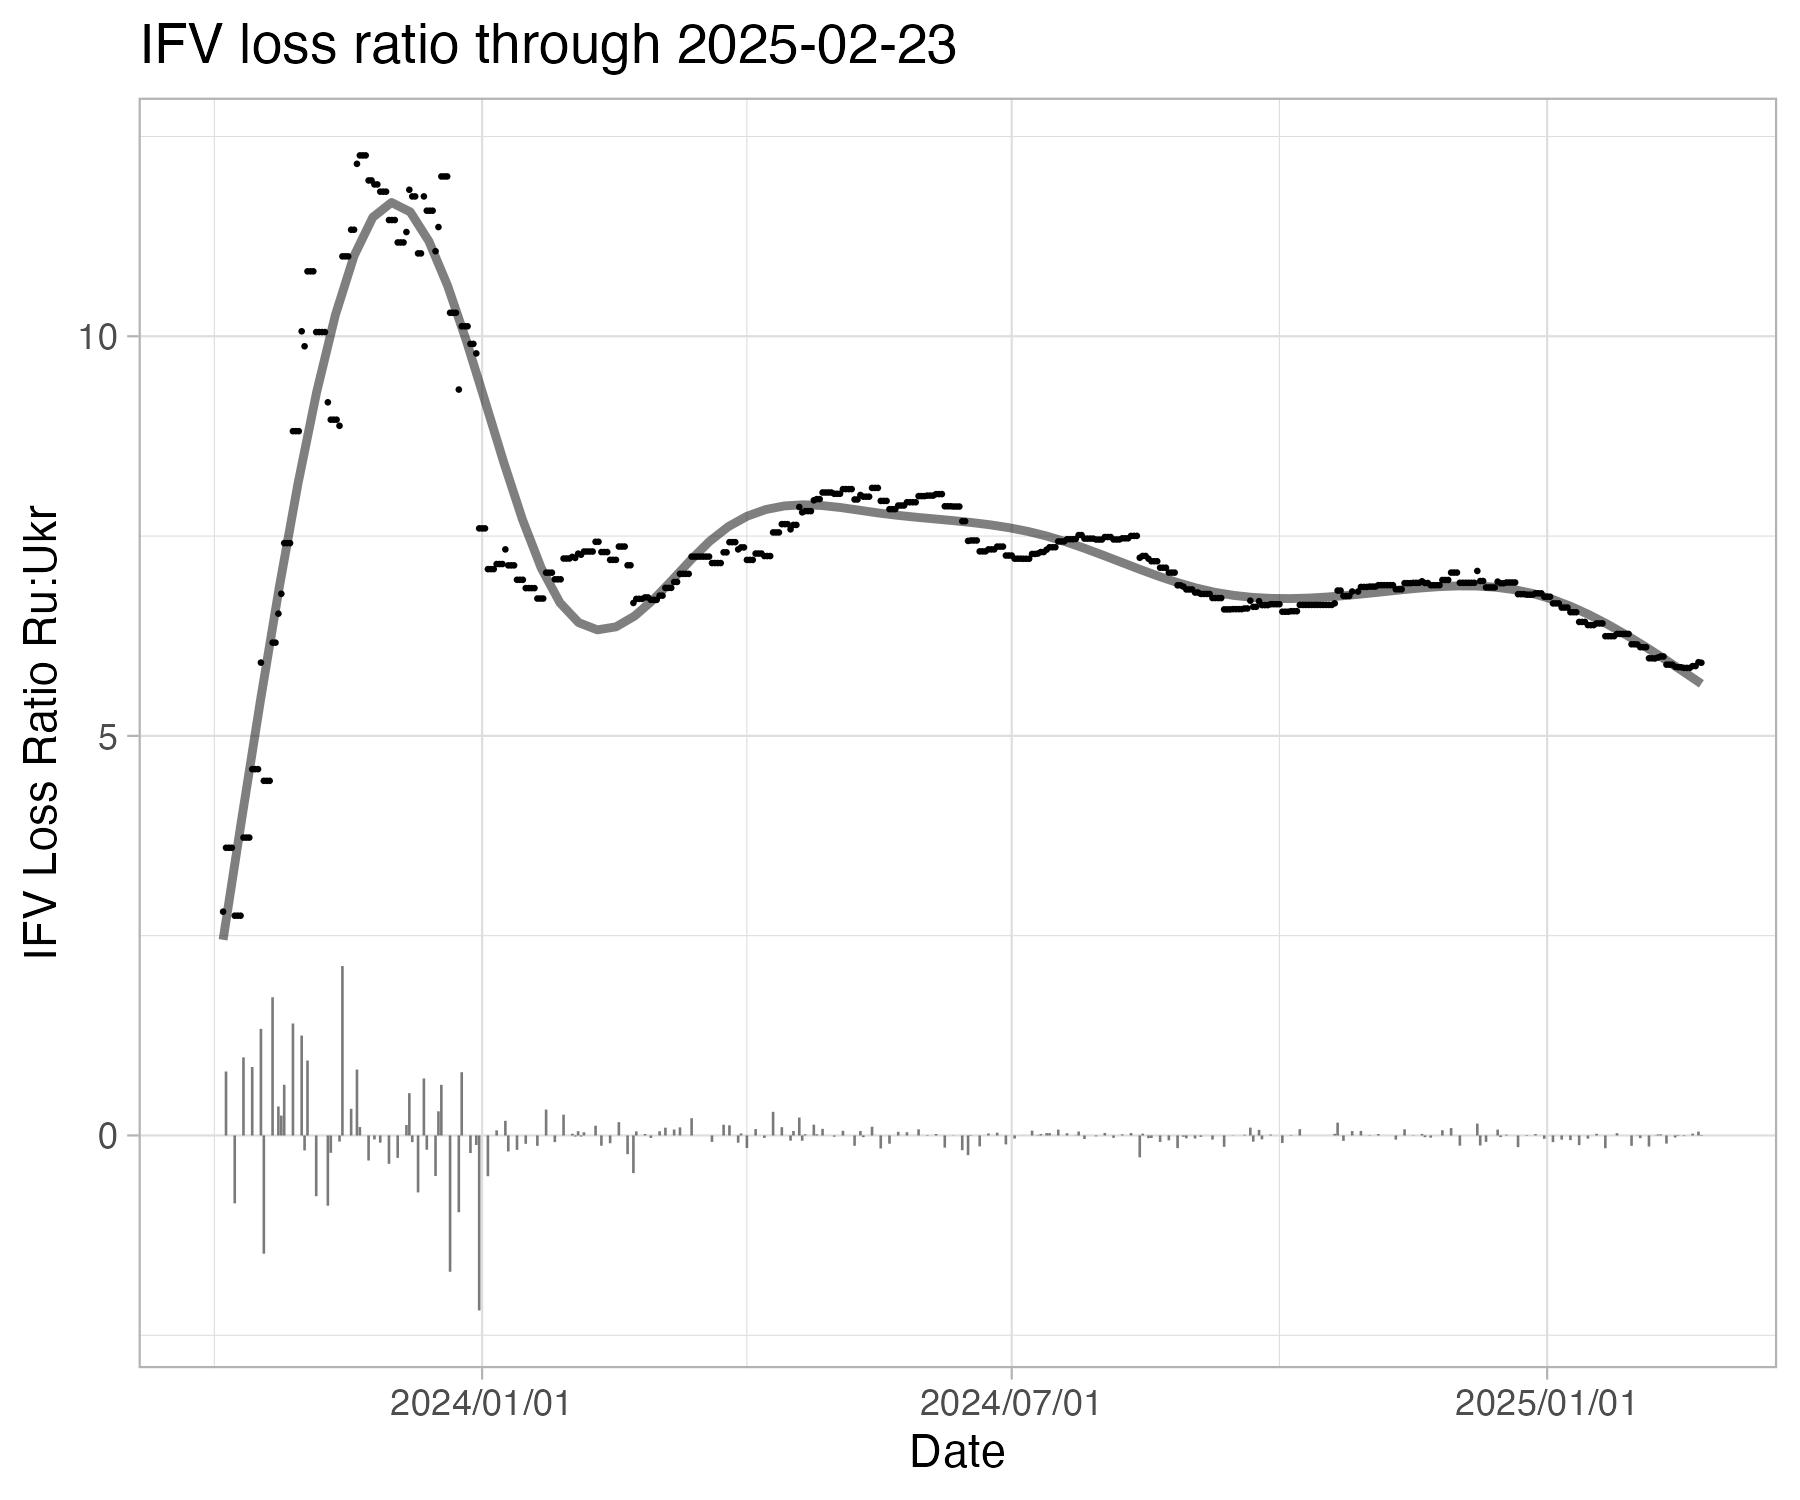 IFV loss ratio through 2025-02-23
IFV Loss Ratio Ru:Ukr
10
5
0
2024/01/01 2024/07/01 2025/01/01
Date